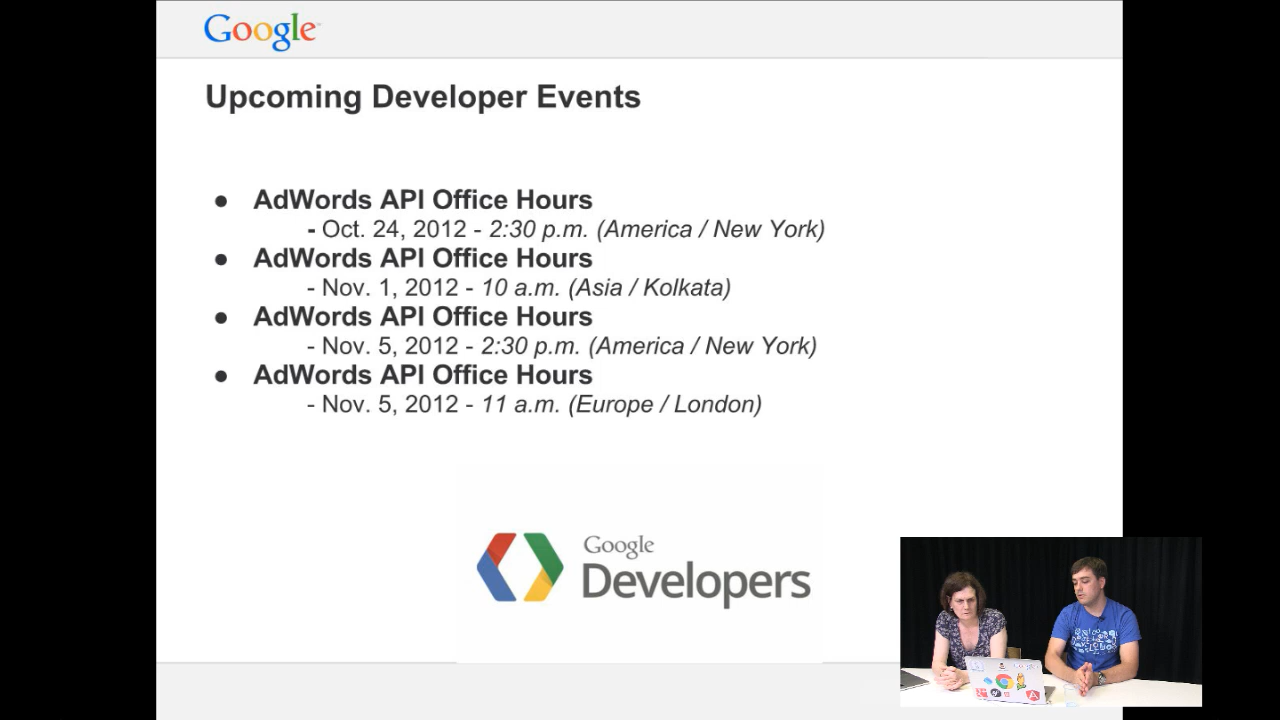 Google
Upcoming Developer Events
● AdWords API Office Hours
- Oct. 24, 2012 - 2:30 p.m. (America / New York)
● AdWords API Office Hours
- Nov. 1, 2012 - 10 a.m. (Asia / Kolkata)
● AdWords API Office Hours
- Nov. 5, 2012 - 2:30 p.m. (America / New York)
● AdWords API Office Hours
- Nov. 5, 2012 - 11 a.m. (Europe / London)
Google
Developers